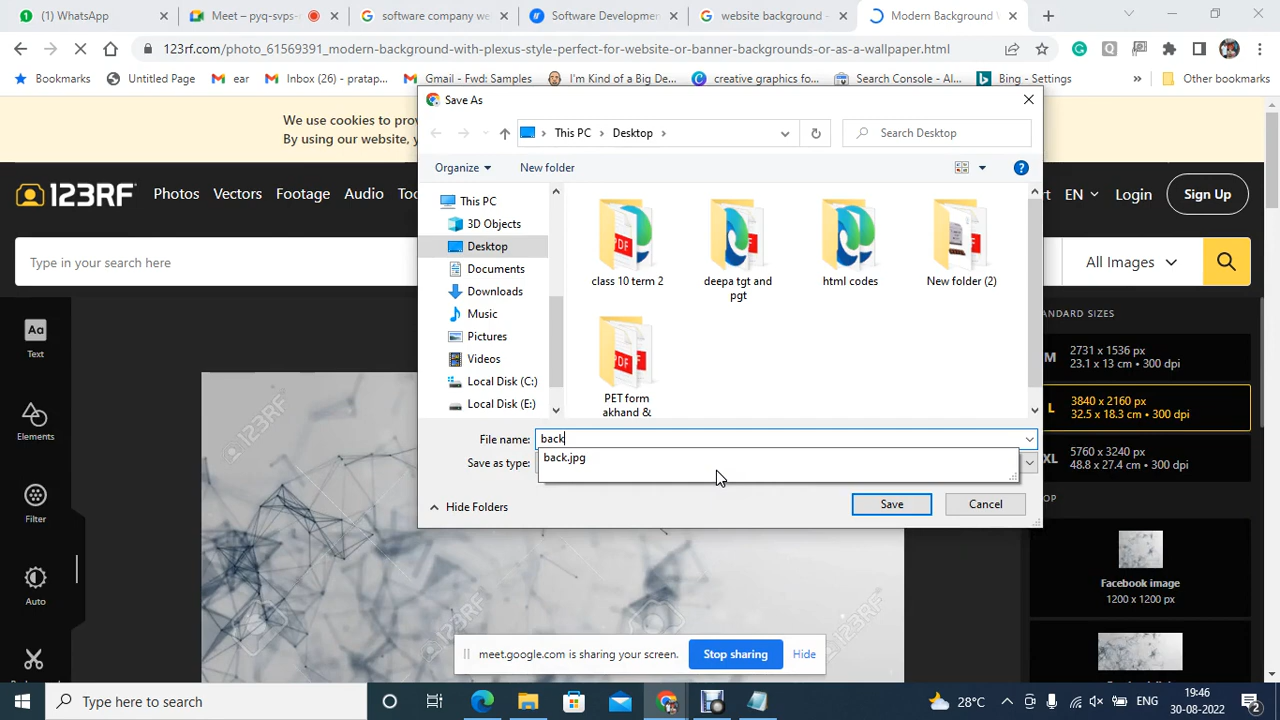 (1) WhatsApp
Meet – pyq-svps-
software company we
Software Developmen
website background -
Modern Background V
123rf.com/photo_61569391_modern-background-with-plexus-style-perfect-for-website-or-banner-backgrounds-or-as-a-wallpaper.html
Bookmarks
Untitled Page
ear
Inbox (26) - pratap...
Gmail - Fwd: Samples
I'm Kind of a Big De...
creative graphics fo...
Search Console - Al...
Bing - Settings
»
Other bookmarks
We use cookies to prov
By using our website, y
Save As
This PC
Desktop
Search Desktop
Organize
New folder
123RF
Photos
Vectors
Footage
Audio
EN
Login
Sign Up
Type in your search here
All Images
This PC
3D Objects
Desktop
Documents
Downloads
Music
Pictures
Videos
Local Disk (C:)
Local Disk (E:)
class 10 term 2
deepa tgt and
pgt
html codes
New folder (2)
PET form
akhand &
File name:
back
back.jpg
Save as type:
Hide Folders
Save
Cancel
Aa
Text
Elements
Filter
Auto
M
2731 x 1536 px
23.1 x 13 cm • 300 dpi
L
3840 x 2160 px
32.5 x 18.3 cm • 300 dpi
XL
5760 x 3240 px
48.8 x 27.4 cm • 300 dpi
Facebook image
1200 x 1200 px
123RF
meet.google.com is sharing your screen.
Stop sharing
Hide
Type here to search
28°C
ENG
19:46
30-08-2022
2